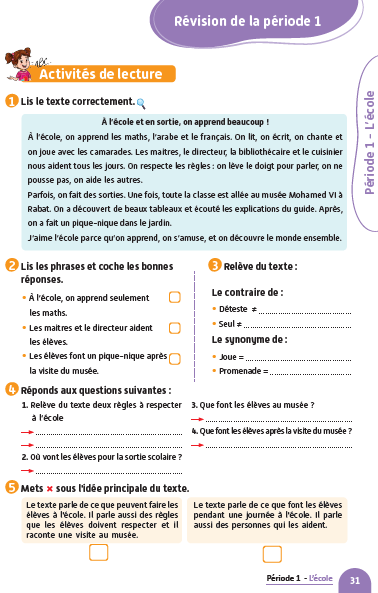 Révision de la période 1
abc
Activités de lecture
1 Lis le texte correctement.
À l'école et en sortie, on apprend beaucoup !
À l'école, on apprend les maths, l'arabe et le français. On lit, on écrit, on chante et
on joue avec les camarades. Les maitres, le directeur, la bibliothécaire et le cuisinier
nous aident tous les jours. On respecte les règles : on lève le doigt pour parler, on ne
pousse pas, on aide les autres.
Parfois, on fait des sorties. Une fois, toute la classe est allée au musée Mohamed VI à
Rabat. On a découvert de beaux tableaux et écouté les explications du guide. Après,
on a fait un pique-nique dans le jardin.
J'aime l'école parce qu'on apprend, on s'amuse, et on découvre le monde ensemble.
Période 1 - L'école
2 Lis les phrases et coche les bonnes
réponses.
• À l'école, on apprend seulement
les maths.
• Les maitres et le directeur aident
les élèves.
• Les élèves font un pique-nique après
la visite du musée.
3 Relève du texte :
Le contraire de :
• Déteste ≠
• Seul ≠
Le synonyme de :
• Joue =
• Promenade =
4 Réponds aux questions suivantes :
1. Relève du texte deux règles à respecter
à l'école
2. Où vont les élèves pour la sortie scolaire ?
3. Que font les élèves au musée ?
4. Que font les élèves après la visite du musée ?
5 Mets ✖ sous l'idée principale du texte.
Le texte parle de ce que peuvent faire les
élèves à l'école. Il parle aussi des règles
que les élèves doivent respecter et il
raconte une visite au musée.
Le texte parle de ce que font les élèves
pendant une journée à l'école. Il parle
aussi des personnes qui les aident.
Période 1 - L'école
31